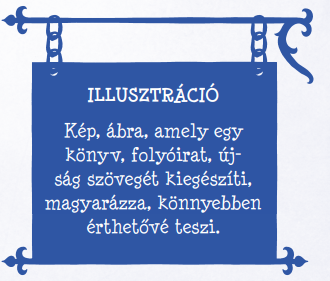 ILLUSZTRÁCIÓ
Kép, ábra, amely egy
könyv, folyóirat, új-
ság szövegét kiegészíti,
magyarázza, könnyebben
érthetővé teszi.